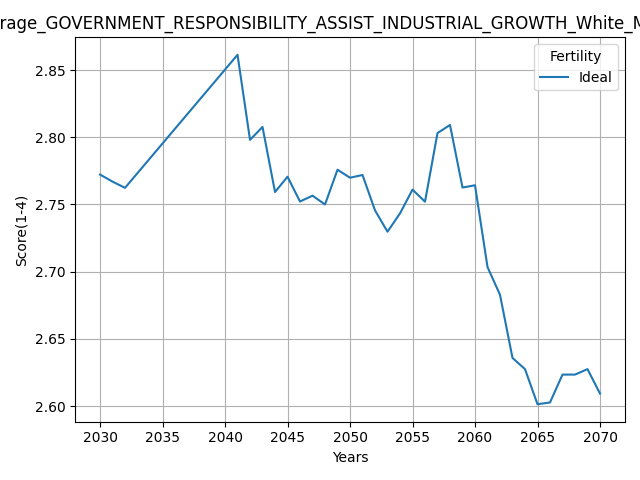 rage_GOVERNMENT_RESPONSIBILITY_ASSIST_INDUSTRIAL_GROWTH_White_M
Fertility
Ideal
2.85
2.80
2.75
2.70
2.65
2.60
Score(1-4)
2030 2035 2040 2045 2050 2055 2060 2065 2070
Years